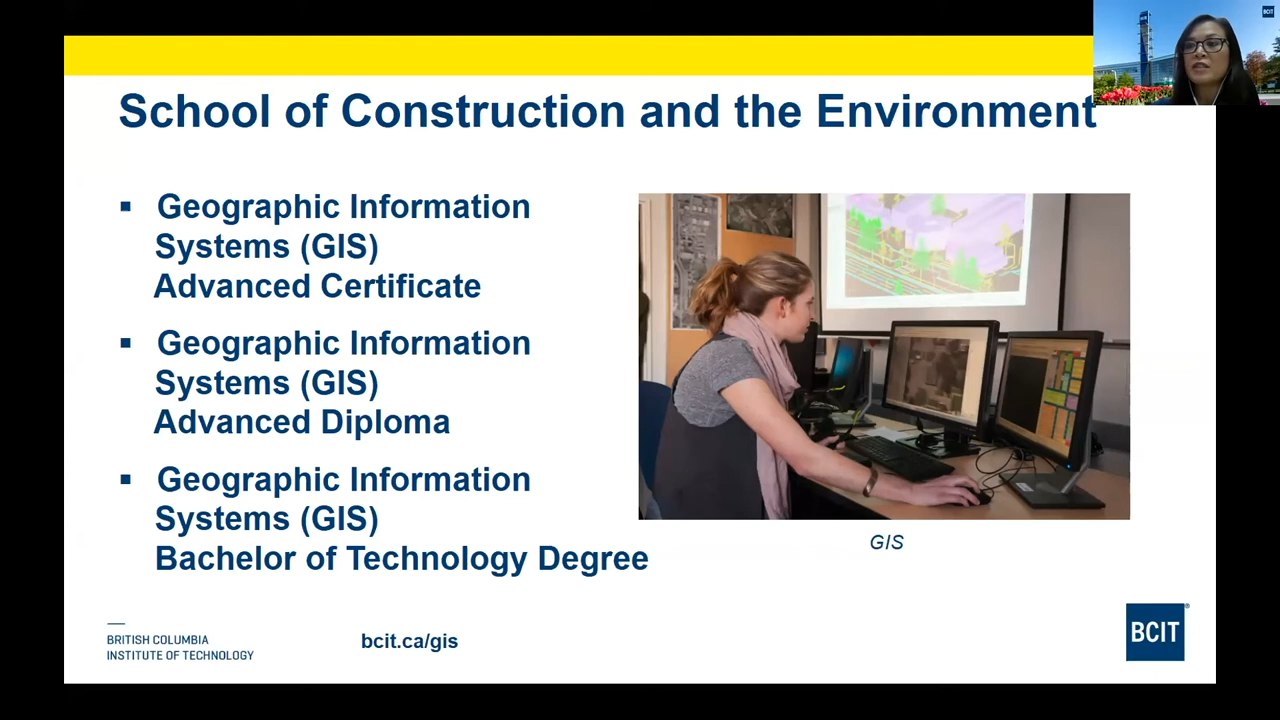 BCIT
School of Construction and the Environment
▪ Geographic Information
Systems (GIS)
Advanced Certificate
▪ Geographic Information
Systems (GIS)
Advanced Diploma
▪ Geographic Information
Systems (GIS)
Bachelor of Technology Degree
GIS
BRITISH COLUMBIA
INSTITUTE OF TECHNOLOGY
bcit.ca/gis
BCIT®